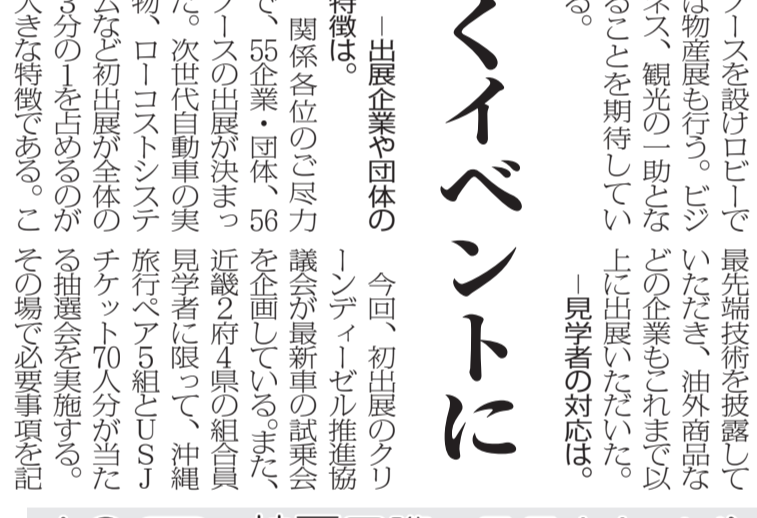 ブースを設けロビーで
は物産展も行う。ビジ
ネス、観光の一助とな
ることを期待してい
る。
くイベントに
―出展企業や団体の
特徴は。
関係各位のご尽力
で、55企業・団体、56
ブースの出展が決まっ
た。次世代自動車の実
物、ローコストシステ
ムなど初出展が全体の
3分の1を占めるのが
大きな特徴である。こ
最先端技術を披露して
いただき、油外商品な
どの企業もこれまで以
上に出展いただいた。
―見学者の対応は。
今回、初出展のクリ
ーンディーゼル推進協
議会が最新車の試乗会
を企画している。また、
近畿2府4県の組合員
見学者に限って、沖縄
旅行ペア5組とUSJ
チケット70人分が当た
る抽選会を実施する。
その場で必要事項を記